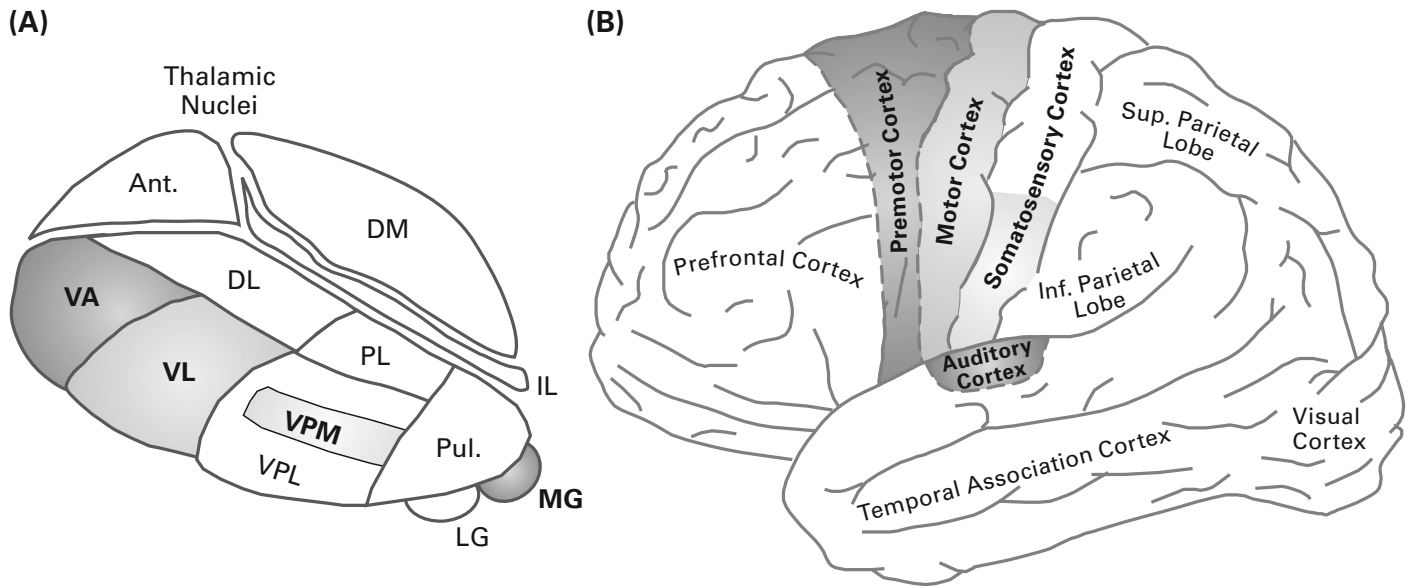 (A)
Thalamic
Nuclei
Ant.
DM
VA
DL
VL
PL
IL
VPM
Pul.
VPL
MG
LG
(B)
Premotor Cortex
Motor Cortex
Somatosensory Cortex
Sup. Parietal
Lobe
Prefrontal Cortex
Inf. Parietal
Lobe
Auditory
Cortex
Visual
Cortex
Temporal Association Cortex